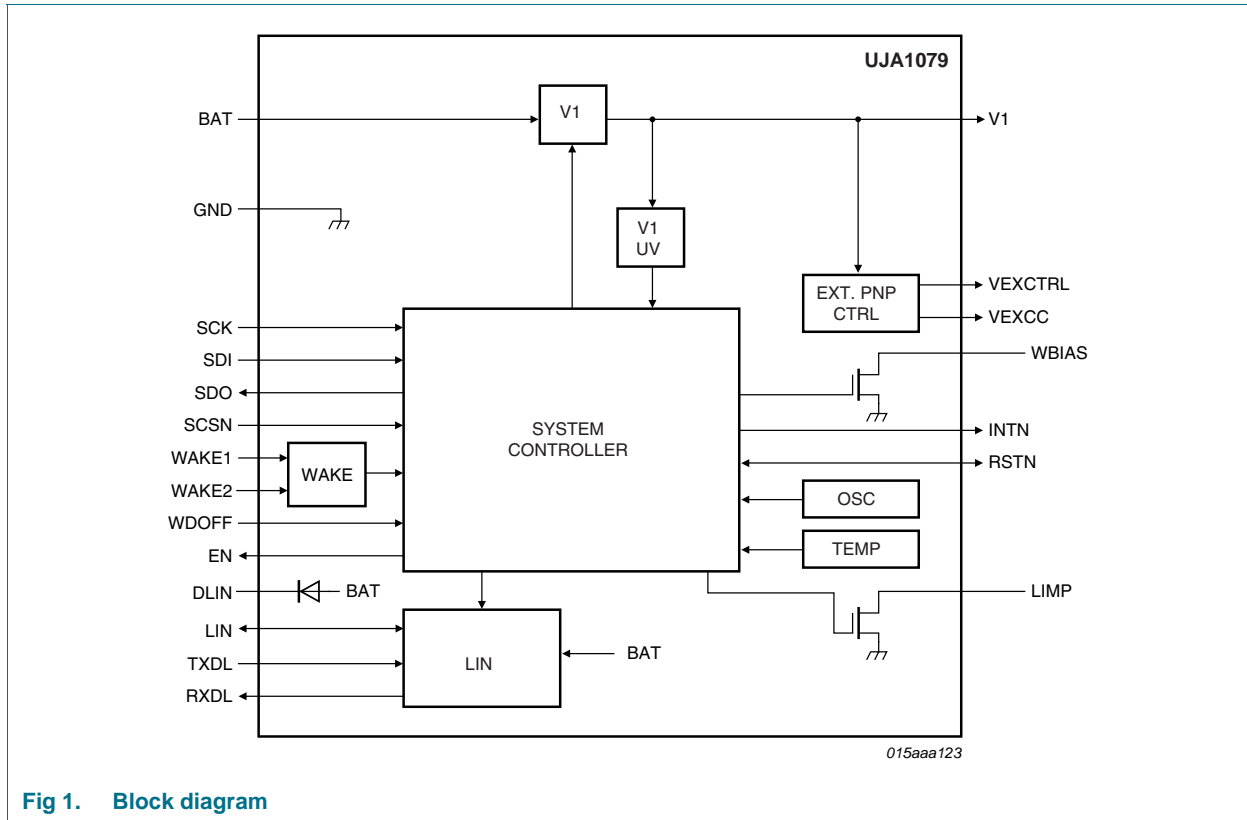 UJA1079
BAT
V1
V1
GND
V1
UV
EXT. PNP
CTRL
VEXCTRL
VEXCC
SCK
SDI
SDO
SCSN
WAKE1
WAKE2
WAKE
WDOFF
EN
SYSTEM
CONTROLLER
WBIAS
INTN
RSTN
OSC
TEMP
DLIN
BAT
LIN
TXDL
RXDL
LIN
BAT
LIMP
015aaa123
Fig 1. Block diagram